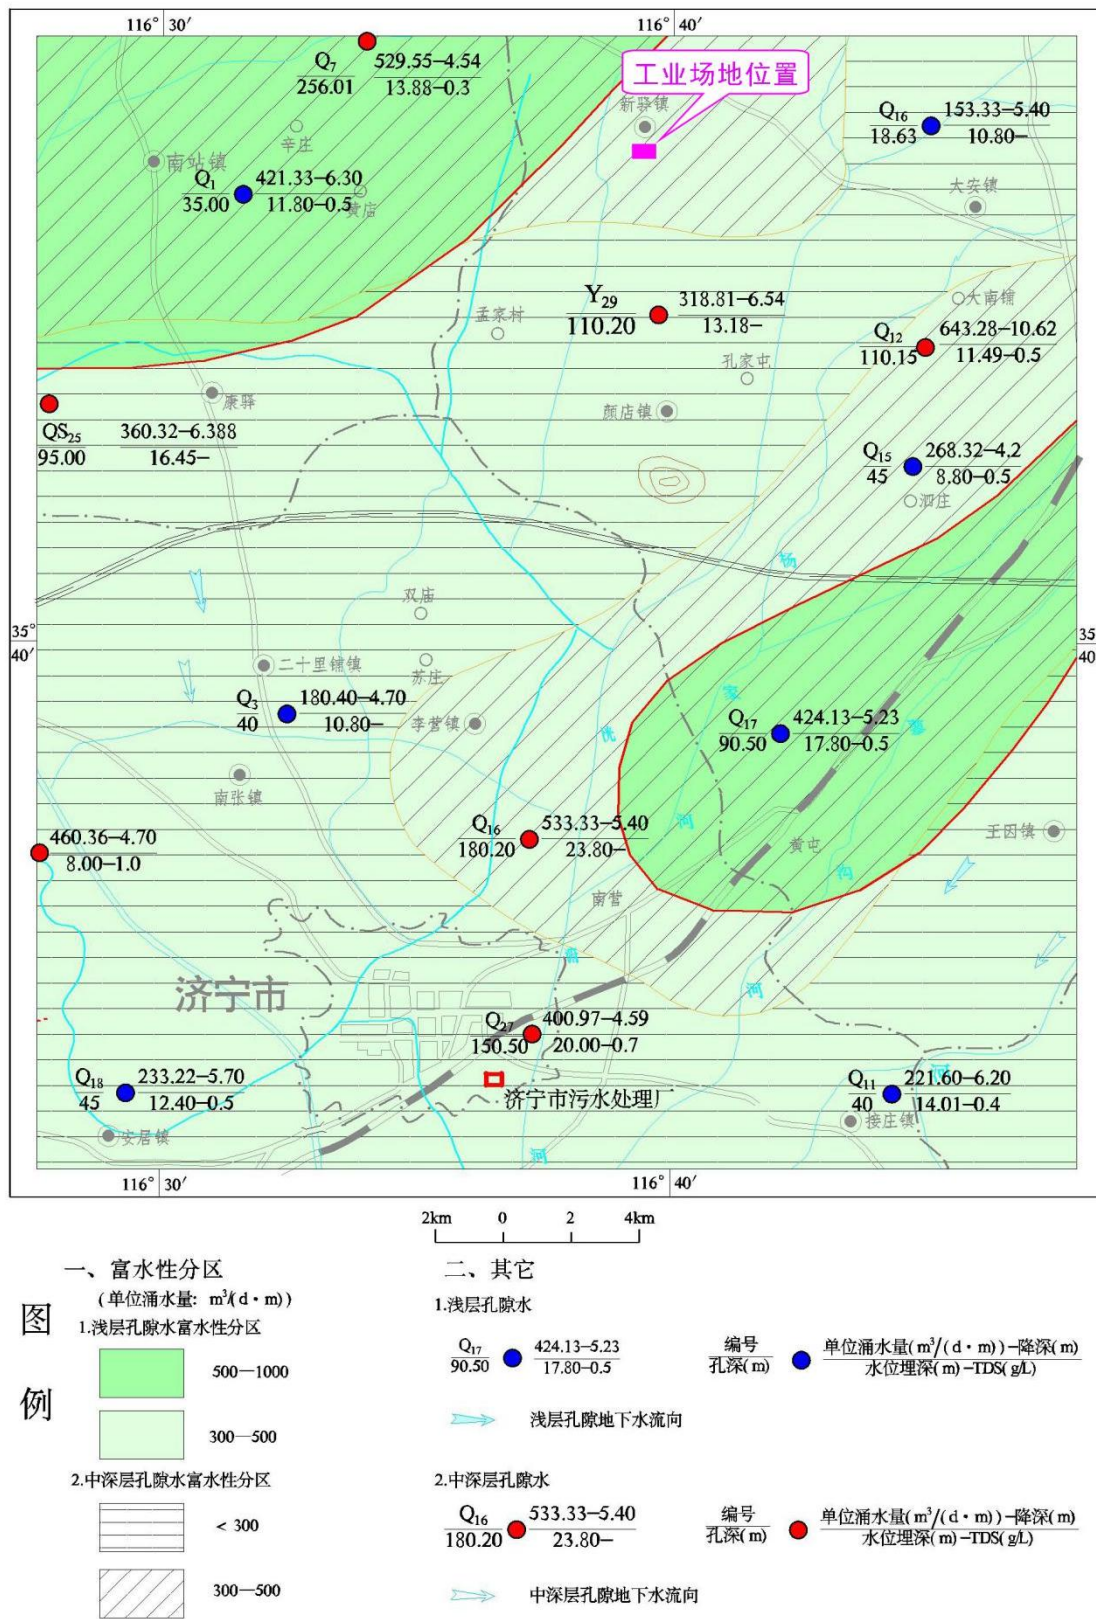 116° 30′
116° 40′
Q7 529.55-4.54
256.01 13.88-0.3
工业场地位置
新驿镇
Q16 153.33-5.40
18.63 10.80-
辛庄
南站镇
Q1 421.33-6.30
35.00 11.80-0.5
黄店
大安镇
Y29 318.81-6.54
110.20 13.18-
大南铺
孟家村
Q12 643.28-10.62
110.15 11.49-0.5
孔家屯
康驿
颜店镇
QS25 360.32-6.388
95.00 16.45-
Q15 268.32-4.2
45 8.80-0.5
泗庄
杨
双庙
35° 40′
35° 40′
二十里铺镇
苏庄
家
Q3 180.40-4.70
40 10.80-
李营镇
Q17 424.13-5.23
90.50 17.80-0.5
南张镇
河
Q16 533.33-5.40
180.20 23.80-
460.36-4.70
8.00-1.0
黄屯
王因镇
沟
南营
济宁市
河
Q27 400.97-4.59
150.50 20.00-0.7
Q18 233.22-5.70
45 12.40-0.5
济宁市污水处理厂
Q11 221.60-6.20
40 14.01-0.4
河
安居镇
接庄镇
河
116° 30′
116° 40′
2km 0 2 4km
图例
一、富水性分区
(单位涌水量: m³/(d·m))
1.浅层孔隙水富水性分区
500—1000
300—500
2.中深层孔隙水富水性分区
< 300
300—500
二、其它
1.浅层孔隙水
Q17 424.13-5.23 编号 单位涌水量(m³/(d·m))-降深(m)
90.50 17.80-0.5 孔深(m) 水位埋深(m)-TDS(g/L)
浅层孔隙地下水流向
2.中深层孔隙水
Q16 533.33-5.40 编号 单位涌水量(m³/(d·m))-降深(m)
180.20 23.80- 孔深(m) 水位埋深(m)-TDS(g/L)
中深层孔隙地下水流向